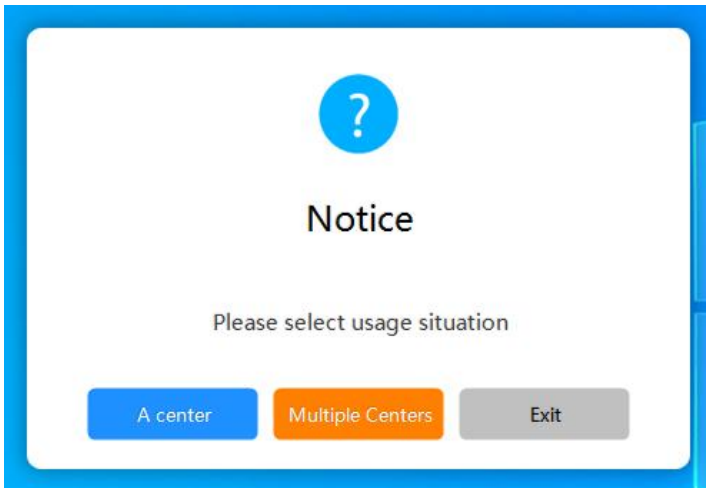 ?
Notice
Please select usage situation
A center
Multiple Centers
Exit